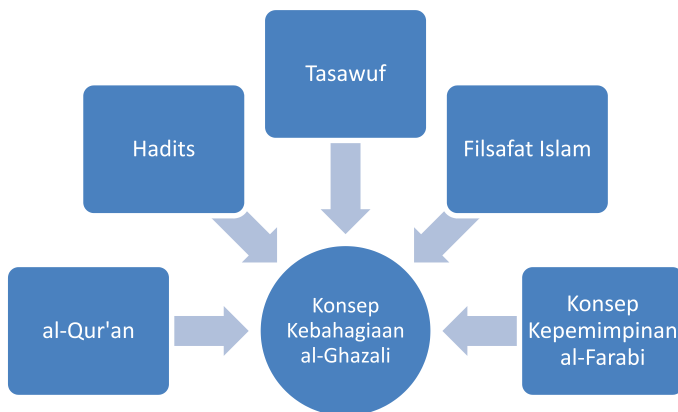 Tasawuf
Hadits
Filsafat Islam
al-Qur'an
Konsep
Kebahagiaan
al-Ghazali
Konsep
Kepemimpinan
al-Farabi